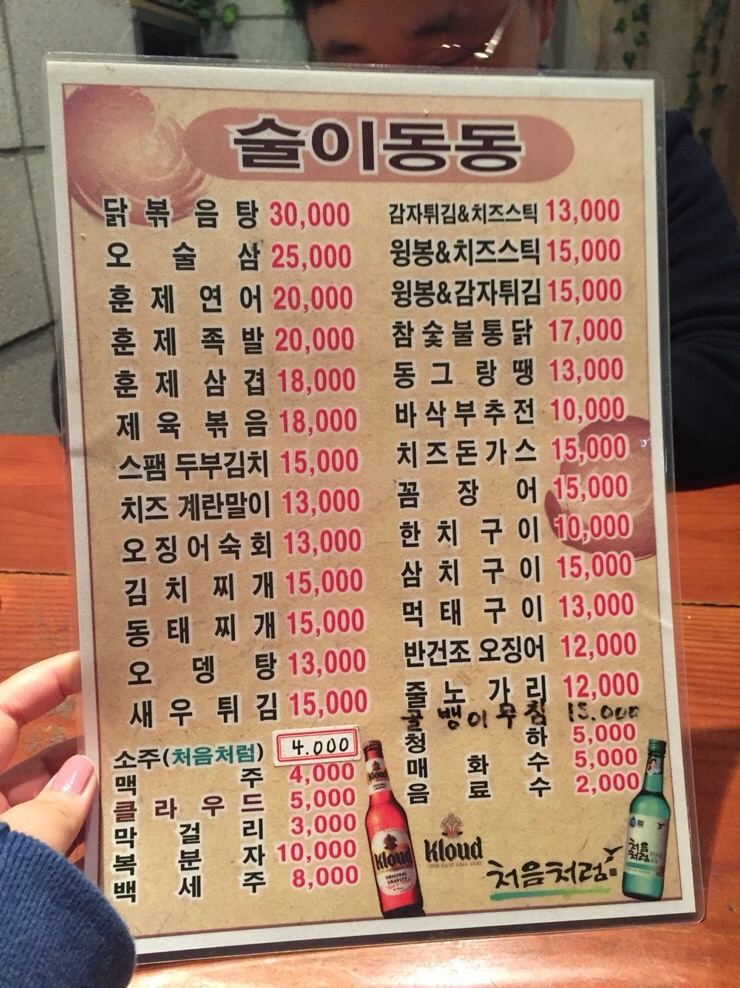 술이동동
닭볶음탕 30,000
오술삼 25,000
훈제연어 20,000
훈제족발 20,000
훈제삼겹 18,000
제육볶음 18,000
스팸 두부김치 15,000
치즈 계란말이 13,000
오징어숙회 13,000
김치찌개 15,000
동태찌개 15,000
오뎅탕 13,000
새우튀김 15,000
소주(처음처럼) 4.000
맥주 4,000
클라우드 5,000
막걸리 3,000
복분자 10,000
백세주 8,000
감자튀김&치즈스틱 13,000
윙봉&치즈스틱 15,000
윙봉&감자튀김 15,000
참숯불통닭 17,000
동그랑땡 13,000
바삭부추전 10,000
치즈돈가스 15,000
꼼장어 15,000
한치구이 10,000
삼치구이 15,000
먹태구이 13,000
반건조 오징어 12,000
줄노가리 12,000
골뱅이무침 15.000
청하 5,000
매화수 5,000
음료수 2,000
Kloud
Kloud
ORIGINAL GRAVITY
Kloud
처음처럼
처음처럼